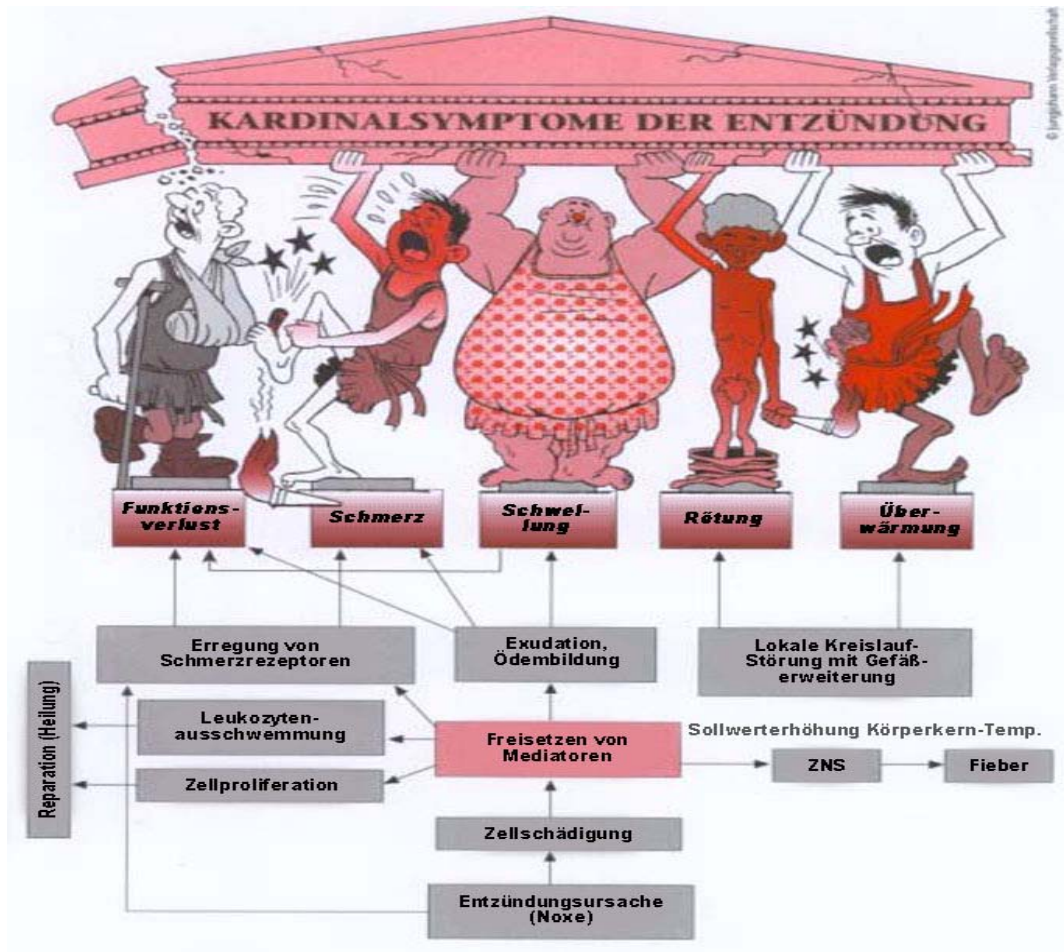 KARDINALSYMPTOME DER ENTZÜNDUNG
Funktions-
verlust
Schmerz
Schwel-
lung
Rötung
Über-
wärmung
Erregung von
Schmerzrezeptoren
Exudation,
Ödembildung
Lokale Kreislauf-
Störung mit Gefäß-
erweiterung
Reparation (Heilung)
Leukozyten-
ausschwemmung
Freisetzen von
Mediatoren
Sollwerterhöhung Körperkern-Temp.
ZNS
Fieber
Zellproliferation
Zellschädigung
Entzündungsursache
(Noxe)